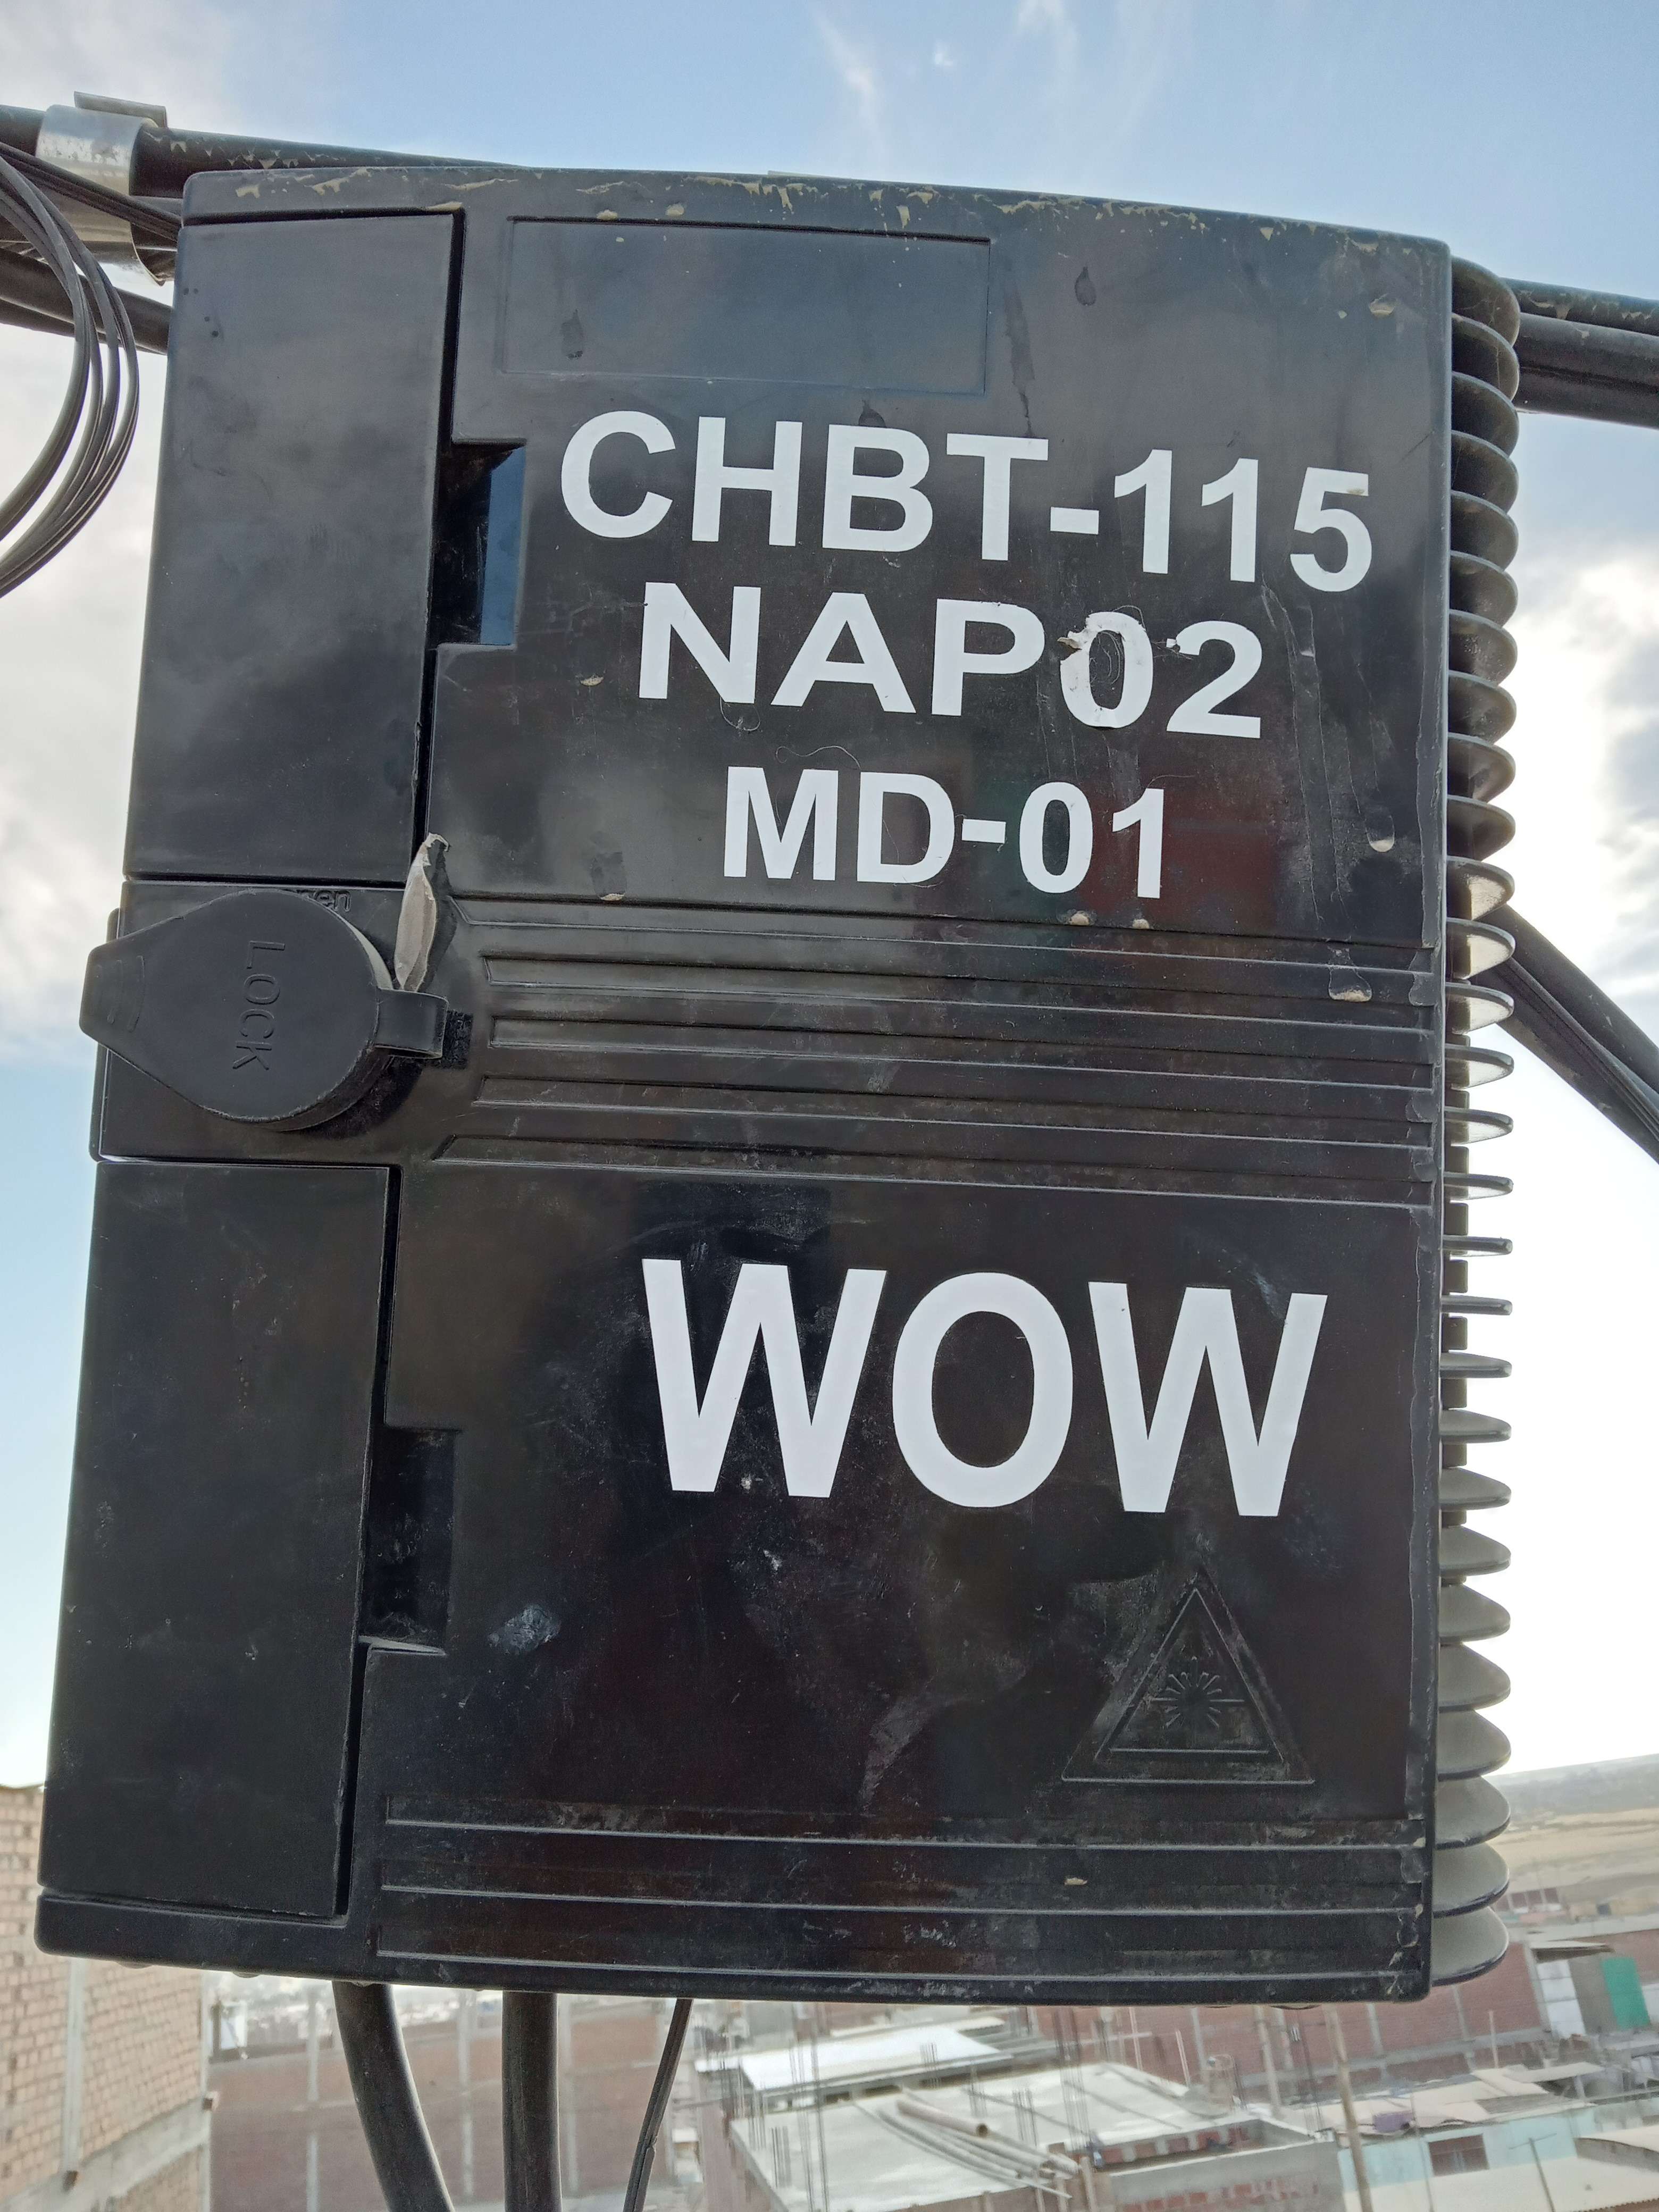 CHBT-115
NAP02
MD-01
LOCK
WOW